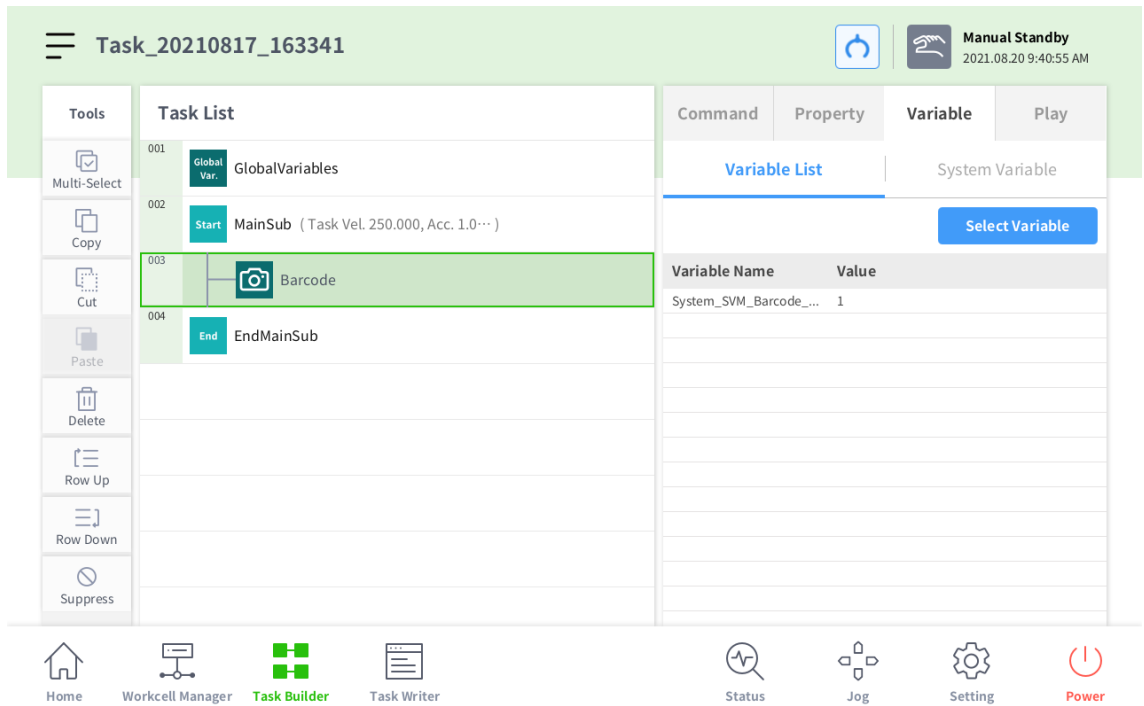 Task_20210817_163341
Manual Standby
2021.08.20 9:40:55 AM
Tools
Multi-Select
Copy
Cut
Paste
Delete
Row Up
Row Down
Suppress
Task List
001
Global
Var.
GlobalVariables
002
Start
MainSub ( Task Vel. 250.000, Acc. 1.0··· )
003
Barcode
004
End
EndMainSub
Command Property Variable Play
Variable List System Variable
Select Variable
Variable Name Value
System_SVM_Barcode_... 1
Home Workcell Manager Task Builder Task Writer Status Jog Setting Power